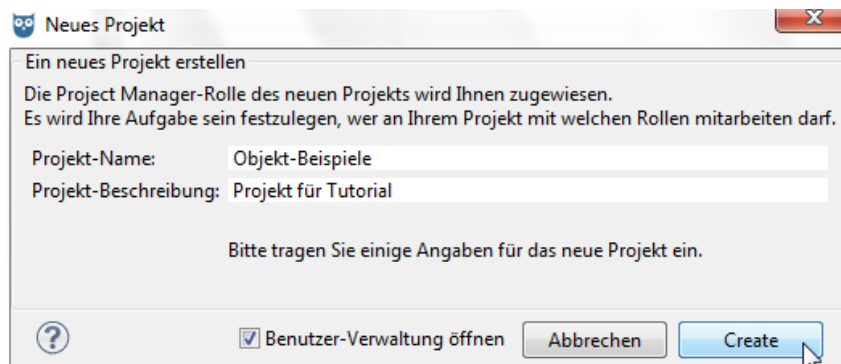 Neues Projekt
Ein neues Projekt erstellen
Die Project Manager-Rolle des neuen Projekts wird Ihnen zugewiesen.
Es wird Ihre Aufgabe sein festzulegen, wer an Ihrem Projekt mit welchen Rollen mitarbeiten darf.
Projekt-Name: Objekt-Beispiele
Projekt-Beschreibung: Projekt für Tutorial
Bitte tragen Sie einige Angaben für das neue Projekt ein.
? Benutzer-Verwaltung öffnen Abbrechen Create